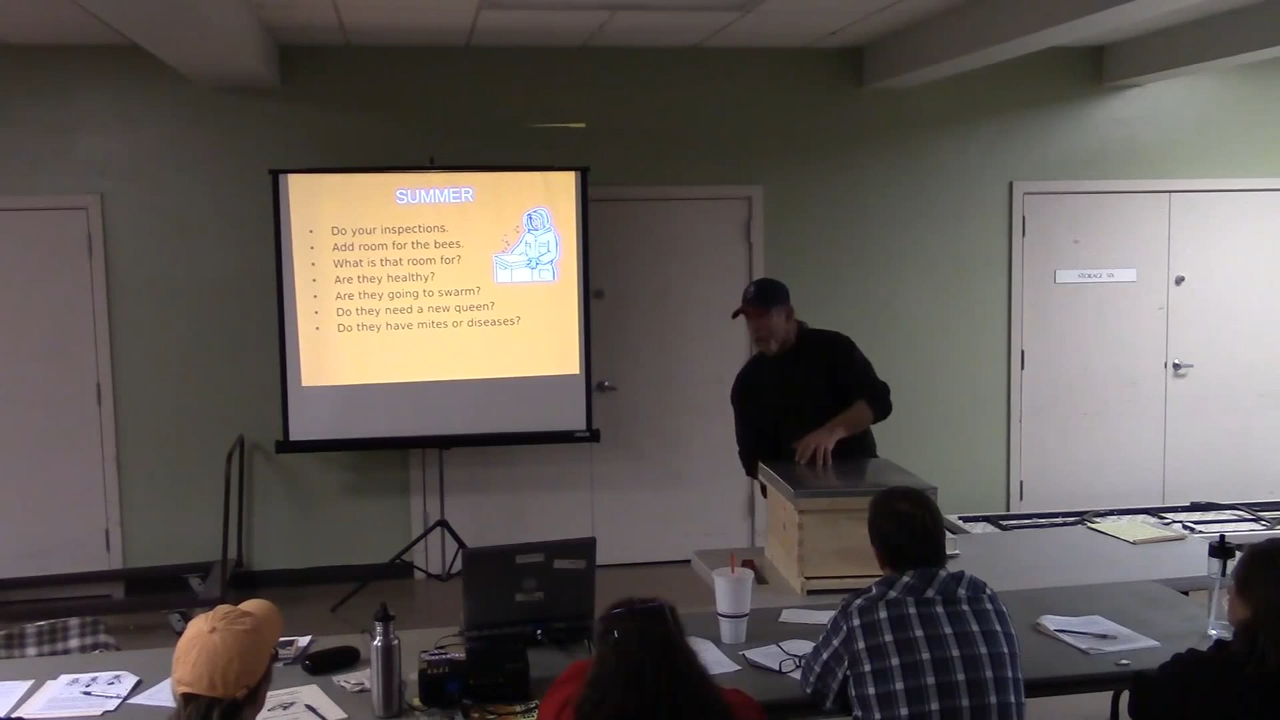 SUMMER
• Do your inspections.
• Add room for the bees.
• What is that room for?
• Are they healthy?
• Are they going to swarm?
• Do they need a new queen?
• Do they have mites or diseases?
STORAGE